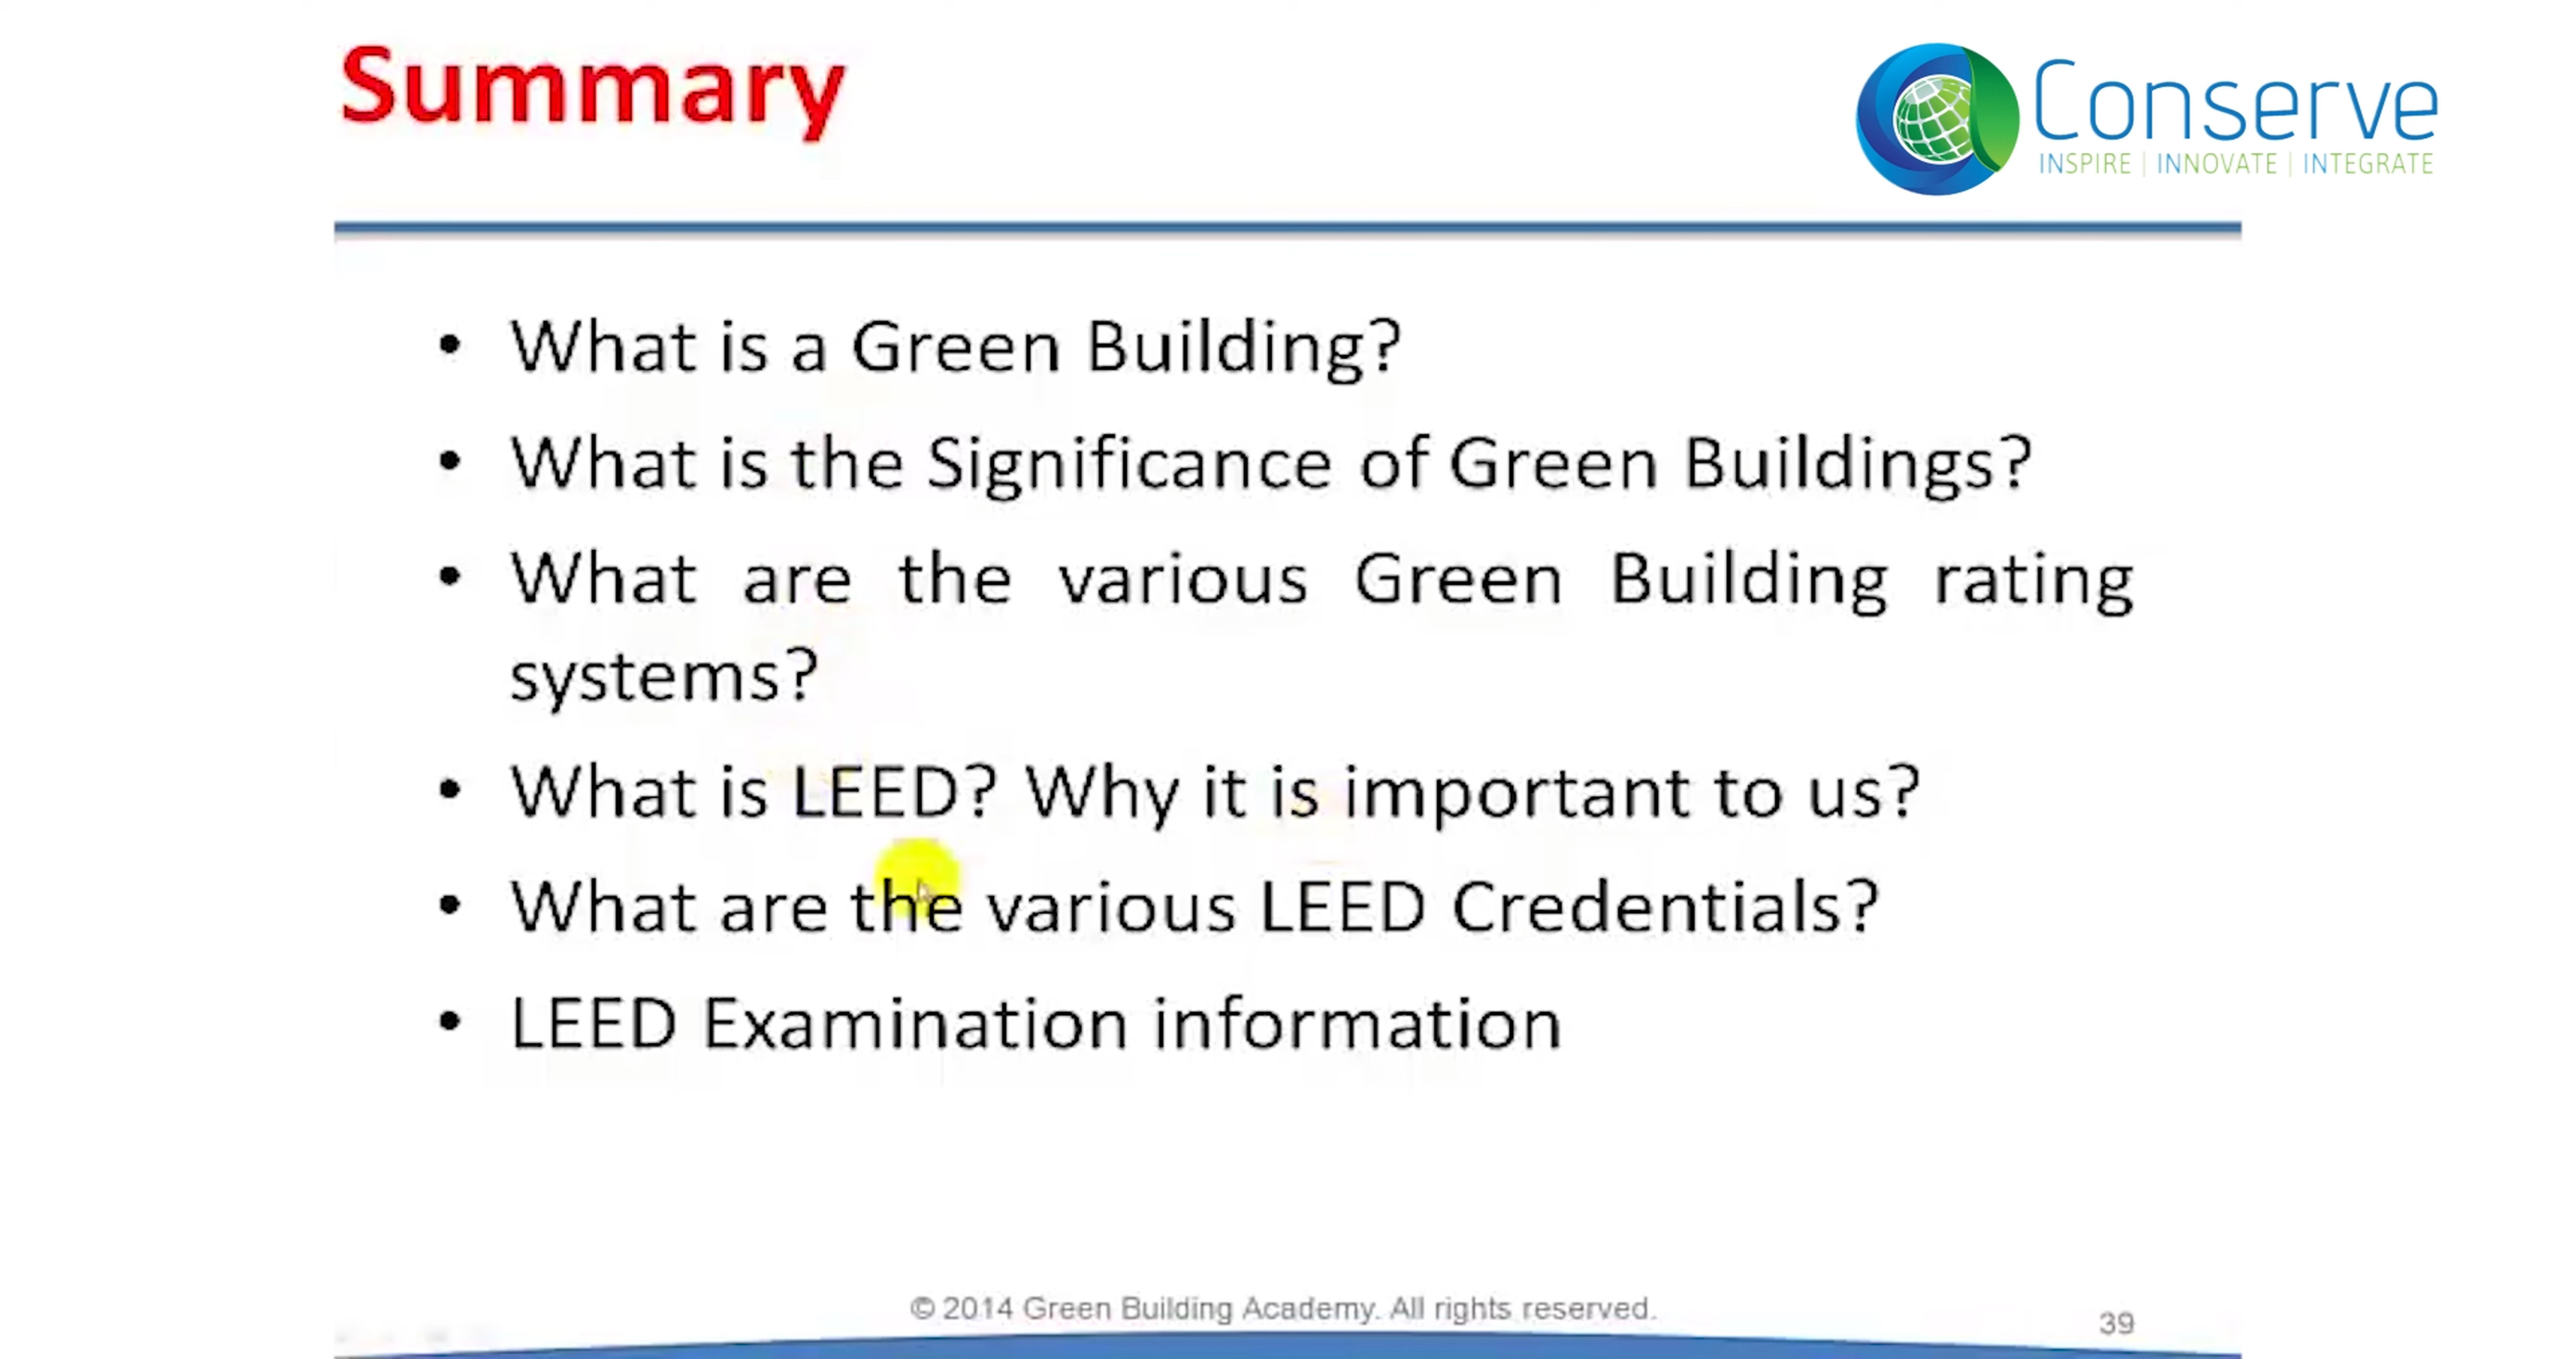 Summary
Conserve
INSPIRE | INNOVATE | INTEGRATE
• What is a Green Building?
• What is the Significance of Green Buildings?
• What are the various Green Building rating
systems?
• What is LEED? Why it is important to us?
• What are the various LEED Credentials?
• LEED Examination information
© 2014 Green Building Academy. All rights reserved.
39